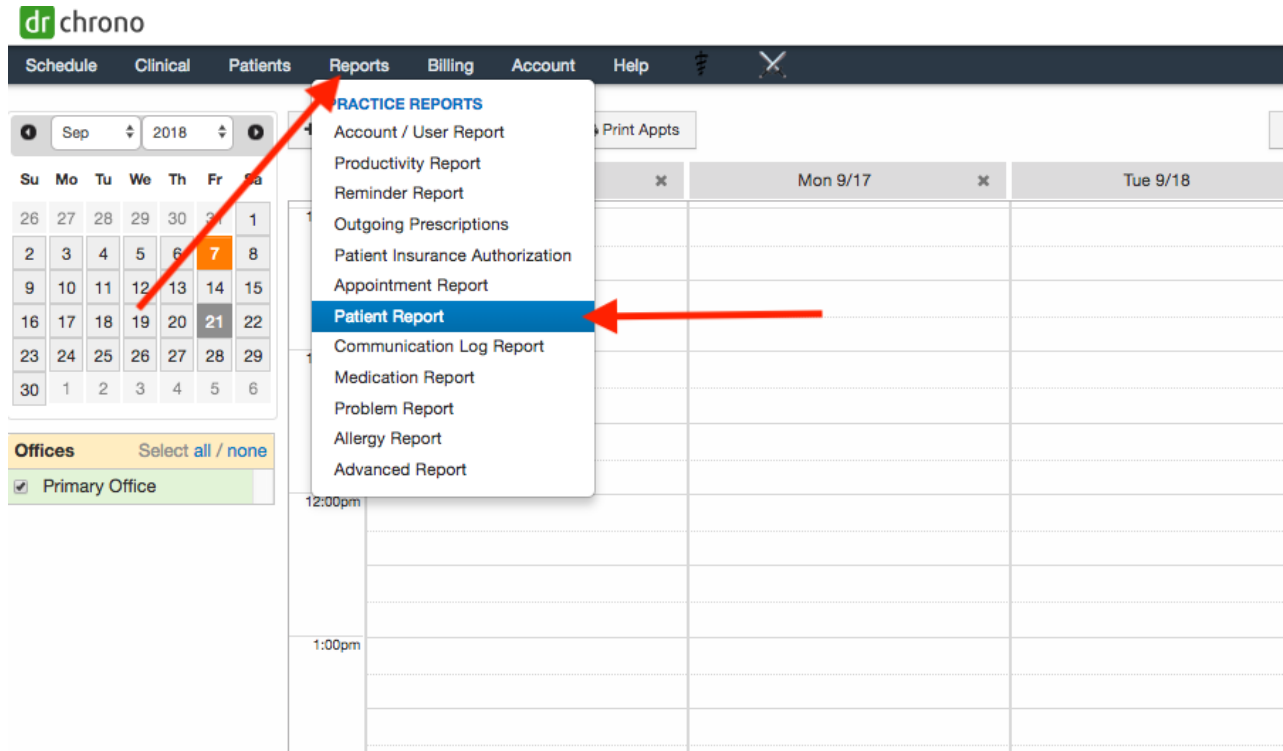 dr chrono
Schedule Clinical Patients Reports Billing Account Help
PRACTICE REPORTS
Account / User Report
Productivity Report
Reminder Report
Outgoing Prescriptions
Patient Insurance Authorization
Appointment Report
Patient Report
Communication Log Report
Medication Report
Problem Report
Allergy Report
Advanced Report
Sep 2018
Su Mo Tu We Th Fr Sa
26 27 28 29 30 31 1
2 3 4 5 6 7 8
9 10 11 12 13 14 15
16 17 18 19 20 21 22
23 24 25 26 27 28 29
30 1 2 3 4 5 6
Offices Select all / none
Primary Office
+ Print Appts
Mon 9/17 Tue 9/18
12:00pm
1:00pm